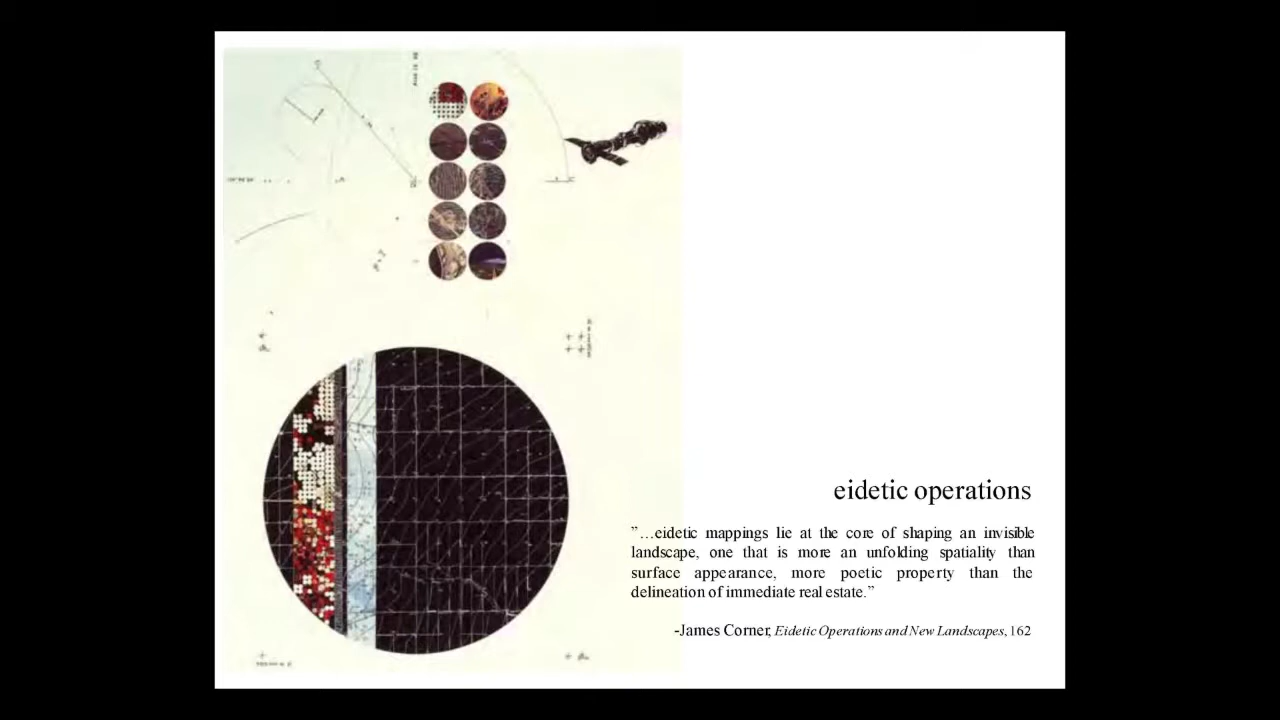 eidetic operations
”…eidetic mappings lie at the core of shaping an invisible
landscape, one that is more an unfolding spatiality than
surface appearance, more poetic property than the
delineation of immediate real estate.”
-James Corner, Eidetic Operations and New Landscapes, 162